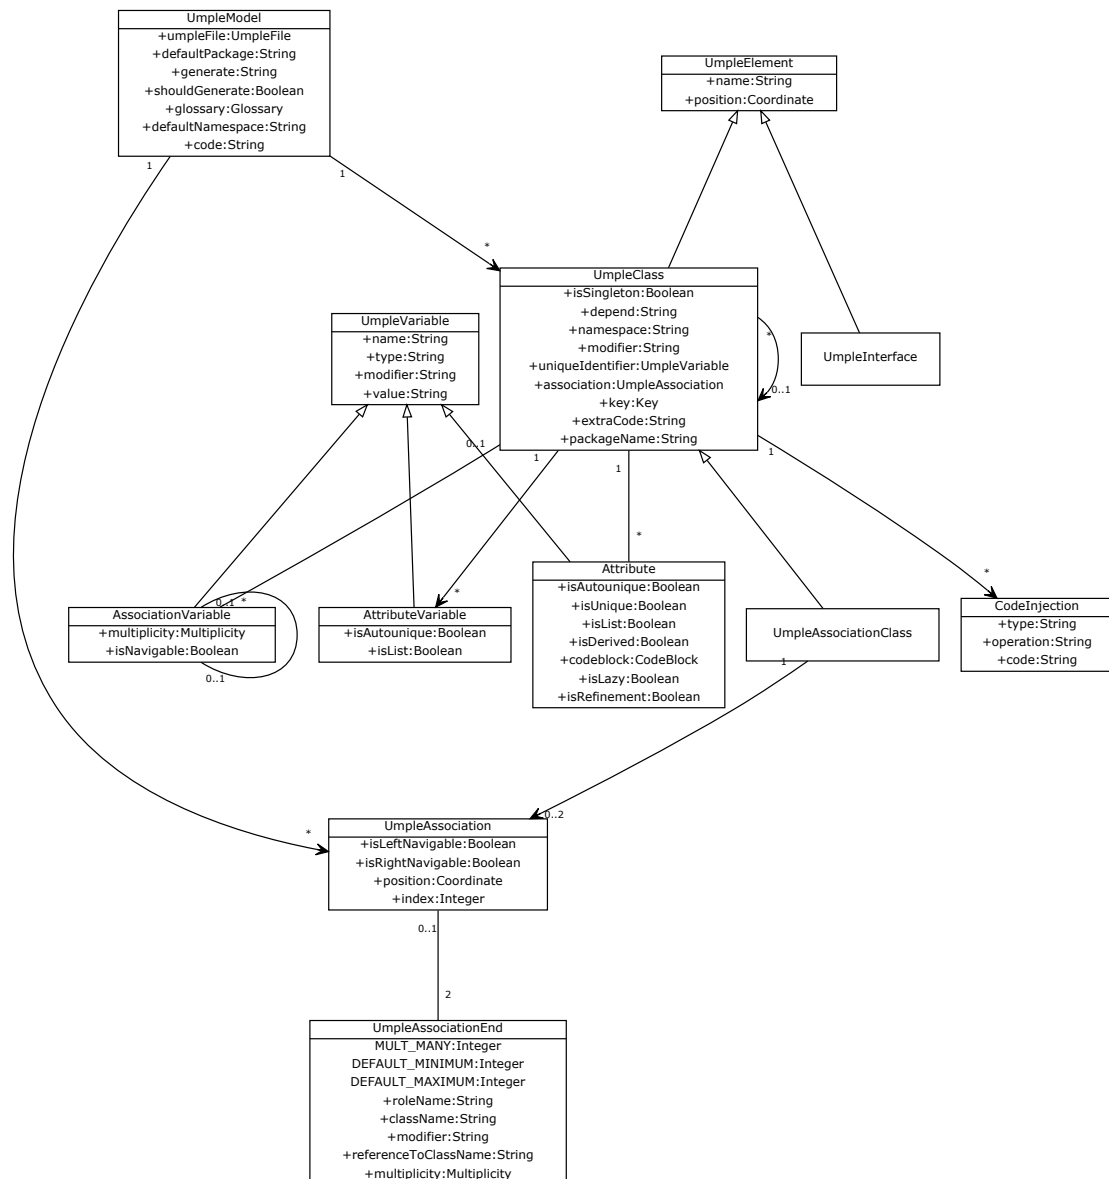 UmpleModel
+umpleFile:UmpleFile
+defaultPackage:String
+generate:String
+shouldGenerate:Boolean
+glossary:Glossary
+defaultNamespace:String
+code:String
UmpleElement
+name:String
+position:Coordinate
1
1
*
UmpleClass
+isSingleton:Boolean
+depend:String
+namespace:String
+modifier:String
+uniqueIdentifier:UmpleVariable
+association:UmpleAssociation
+key:Key
+extraCode:String
+packageName:String
*
0..1
UmpleInterface
UmpleVariable
+name:String
+type:String
+modifier:String
+value:String
0..1
1
1
1
*
*
*
0..1
*
AssociationVariable
+multiplicity:Multiplicity
+isNavigable:Boolean
0..1
AttributeVariable
+isAutounique:Boolean
+isList:Boolean
Attribute
+isAutounique:Boolean
+isUnique:Boolean
+isList:Boolean
+isDerived:Boolean
+codeblock:CodeBlock
+isLazy:Boolean
+isRefinement:Boolean
UmpleAssociationClass
1
CodeInjection
+type:String
+operation:String
+code:String
*
0..2
UmpleAssociation
+isLeftNavigable:Boolean
+isRightNavigable:Boolean
+position:Coordinate
+index:Integer
0..1
2
UmpleAssociationEnd
MULT_MANY:Integer
DEFAULT_MINIMUM:Integer
DEFAULT_MAXIMUM:Integer
+roleName:String
+className:String
+modifier:String
+referenceToClassName:String
+multiplicity:Multiplicity